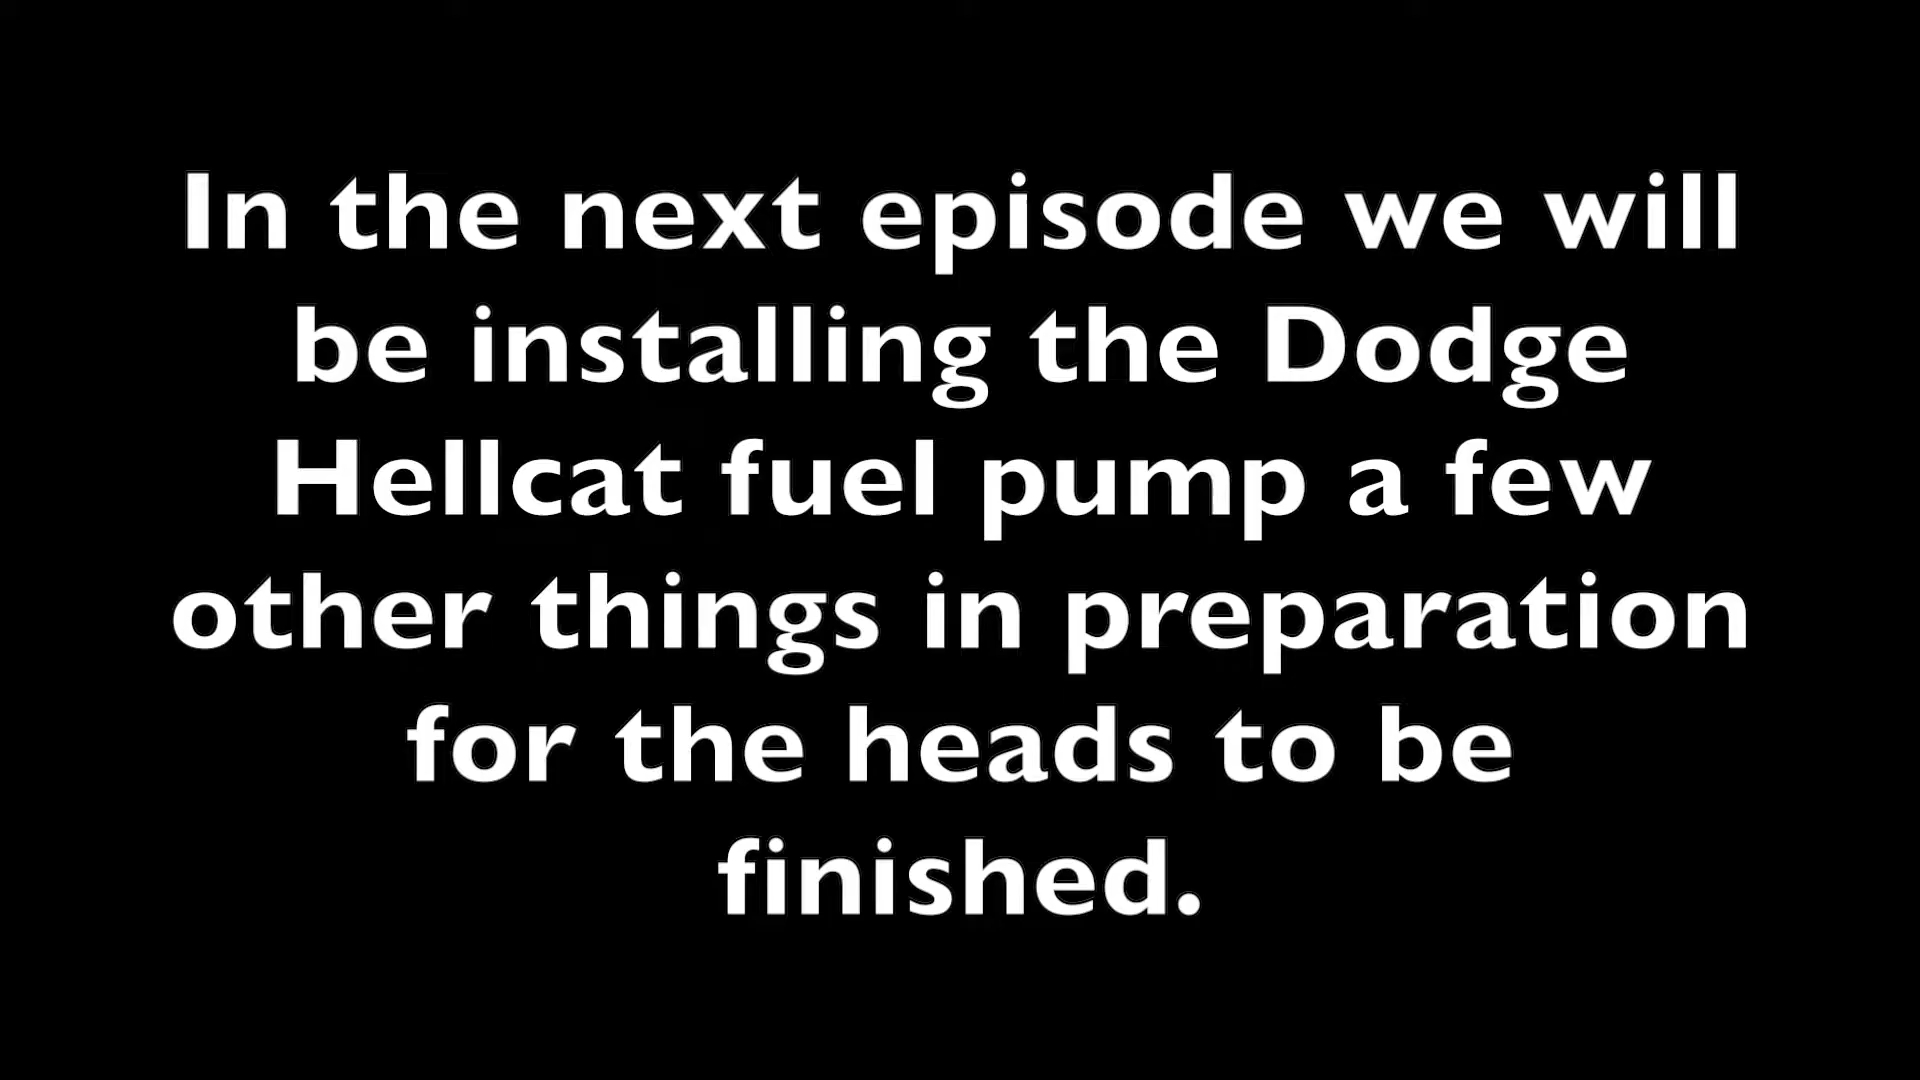 In the next episode we will
be installing the Dodge
Hellcat fuel pump a few
other things in preparation
for the heads to be
finished.